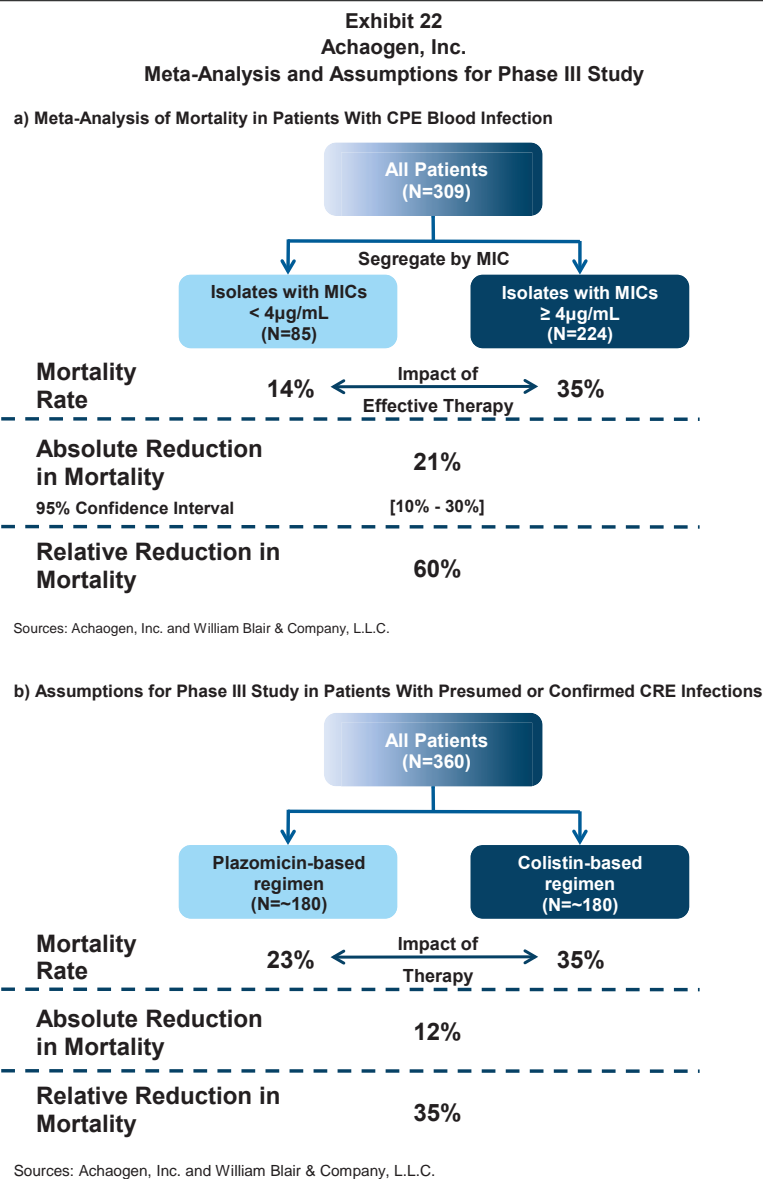 Exhibit 22
Achaogen, Inc.
Meta-Analysis and Assumptions for Phase III Study
a) Meta-Analysis of Mortality in Patients With CPE Blood Infection
All Patients
(N=309)
Segregate by MIC
Isolates with MICs
< 4µg/mL
(N=85)
Isolates with MICs
≥ 4µg/mL
(N=224)
Mortality
Rate
14%
Impact of
Effective Therapy
35%
Absolute Reduction
in Mortality
21%
95% Confidence Interval
[10% - 30%]
Relative Reduction in
Mortality
60%
Sources: Achaogen, Inc. and William Blair & Company, L.L.C.
b) Assumptions for Phase III Study in Patients With Presumed or Confirmed CRE Infections
All Patients
(N=360)
Plazomicin-based
regimen
(N=~180)
Colistin-based
regimen
(N=~180)
Mortality
Rate
23%
Impact of
Therapy
35%
Absolute Reduction
in Mortality
12%
Relative Reduction in
Mortality
35%
Sources: Achaogen, Inc. and William Blair & Company, L.L.C.